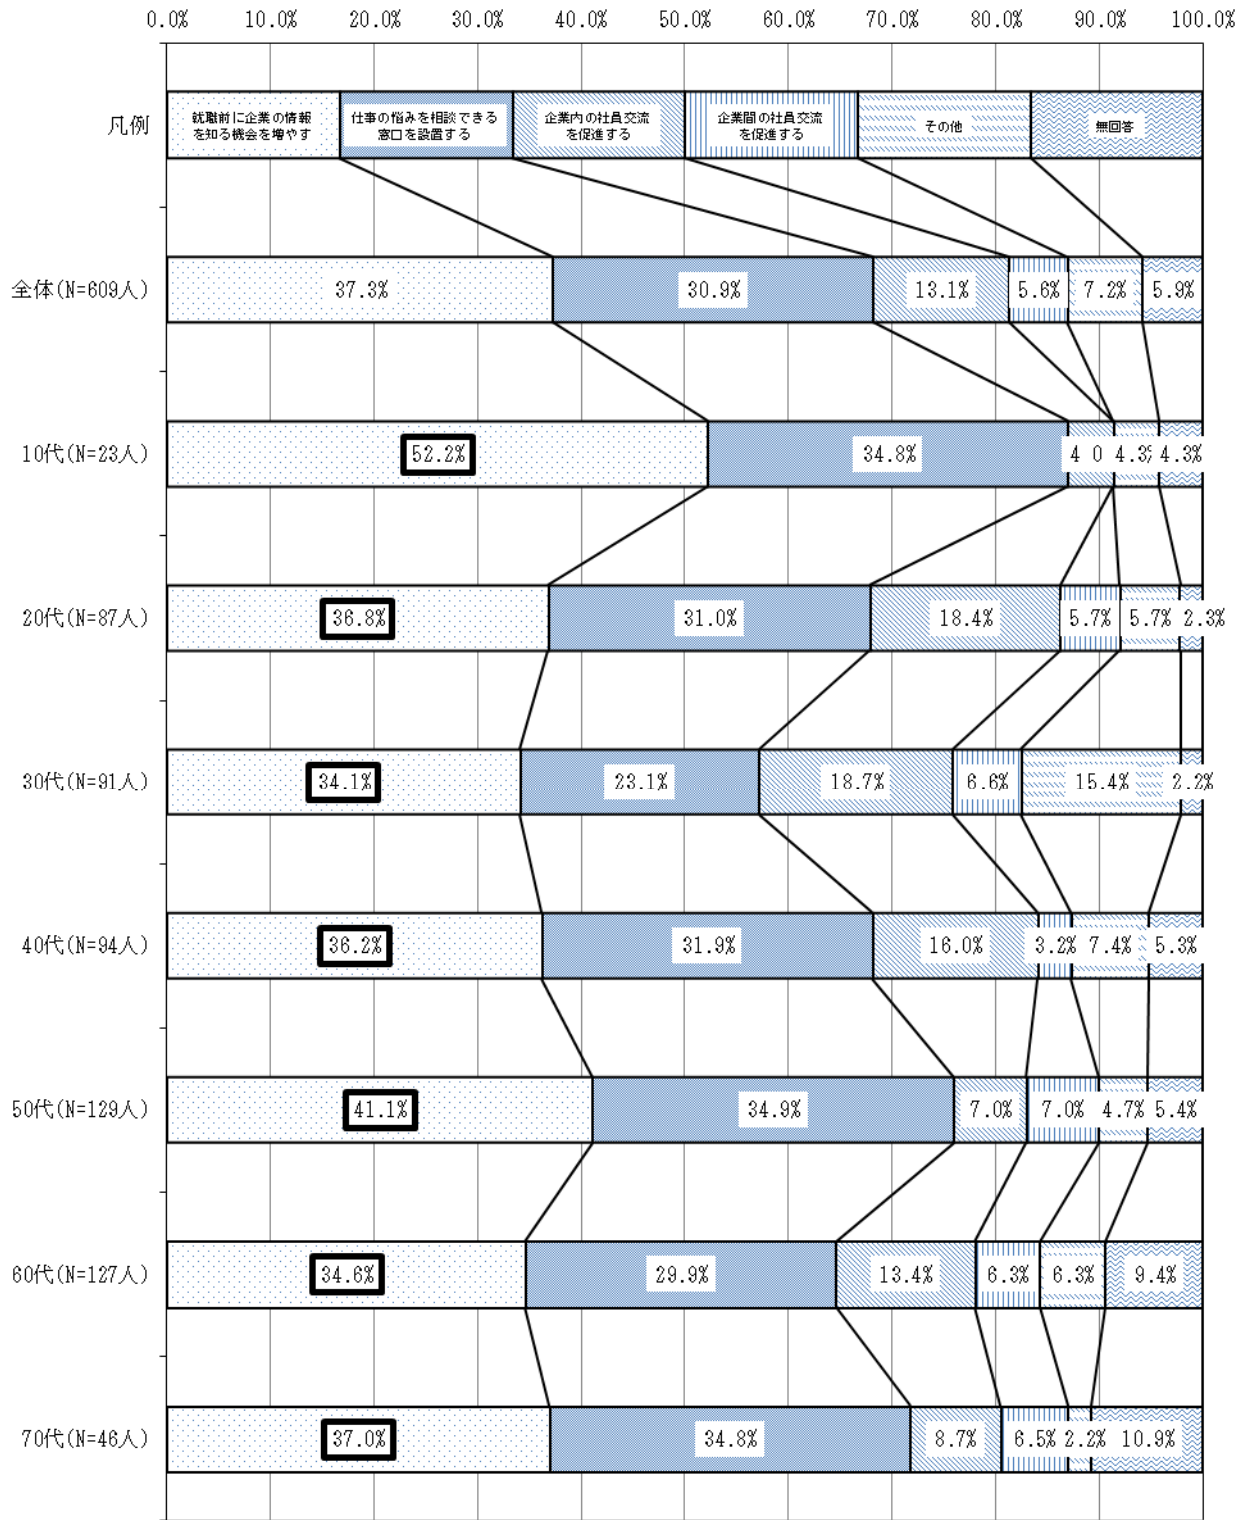 0.0% 10.0% 20.0% 30.0% 40.0% 50.0% 60.0% 70.0% 80.0% 90.0% 100.0%
凡例
就職前に企業の情報
を知る機会を増やす
仕事の悩みを相談できる
窓口を設置する
企業内の社員交流
を促進する
企業間の社員交流
を促進する
その他
無回答
全体(N=609人) 37.3% 30.9% 13.1% 5.6% 7.2% 5.9%
10代(N=23人) 52.2% 34.8% 4 0 4.3% 4.3%
20代(N=87人) 36.8% 31.0% 18.4% 5.7% 5.7% 2.3%
30代(N=91人) 34.1% 23.1% 18.7% 6.6% 15.4% 2.2%
40代(N=94人) 36.2% 31.9% 16.0% 3.2% 7.4% 5.3%
50代(N=129人) 41.1% 34.9% 7.0% 7.0% 4.7% 5.4%
60代(N=127人) 34.6% 29.9% 13.4% 6.3% 6.3% 9.4%
70代(N=46人) 37.0% 34.8% 8.7% 6.5% 2.2% 10.9%